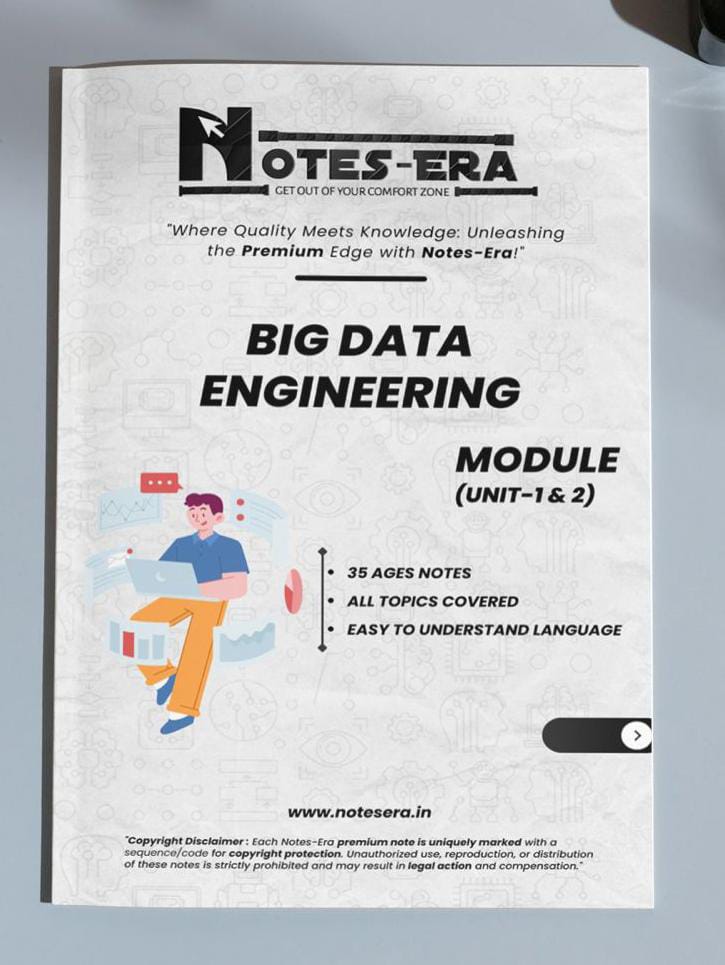 NOTES-ERA
GET OUT OF YOUR COMFORT ZONE
"Where Quality Meets Knowledge: Unleashing
the Premium Edge with Notes-Era!"
BIG DATA
ENGINEERING
MODULE
(UNIT-1 & 2)
• 35 AGES NOTES
• ALL TOPICS COVERED
• EASY TO UNDERSTAND LANGUAGE
www.notesera.in
"Copyright Disclaimer : Each Notes-Era premium note is uniquely marked with a
sequence/code for copyright protection. Unauthorized use, reproduction, or distribution
of these notes is strictly prohibited and may result in legal action and compensation."